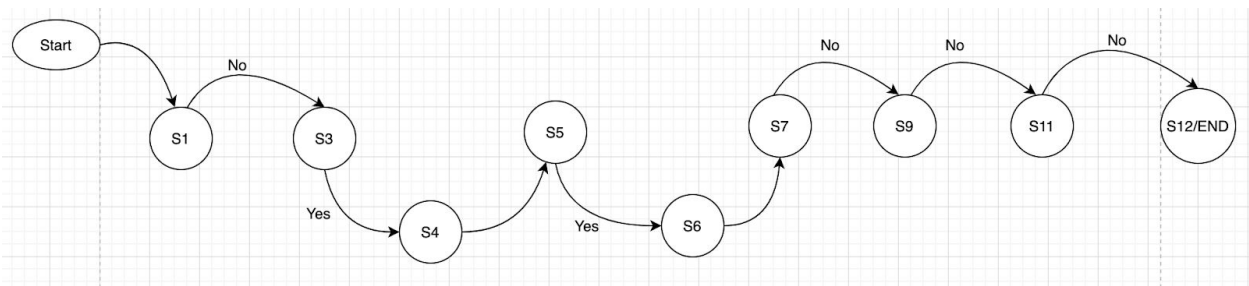 Start
No
S1
S3
Yes
S4
S5
Yes
S6
S7
No
S9
No
S11
No
S12/END